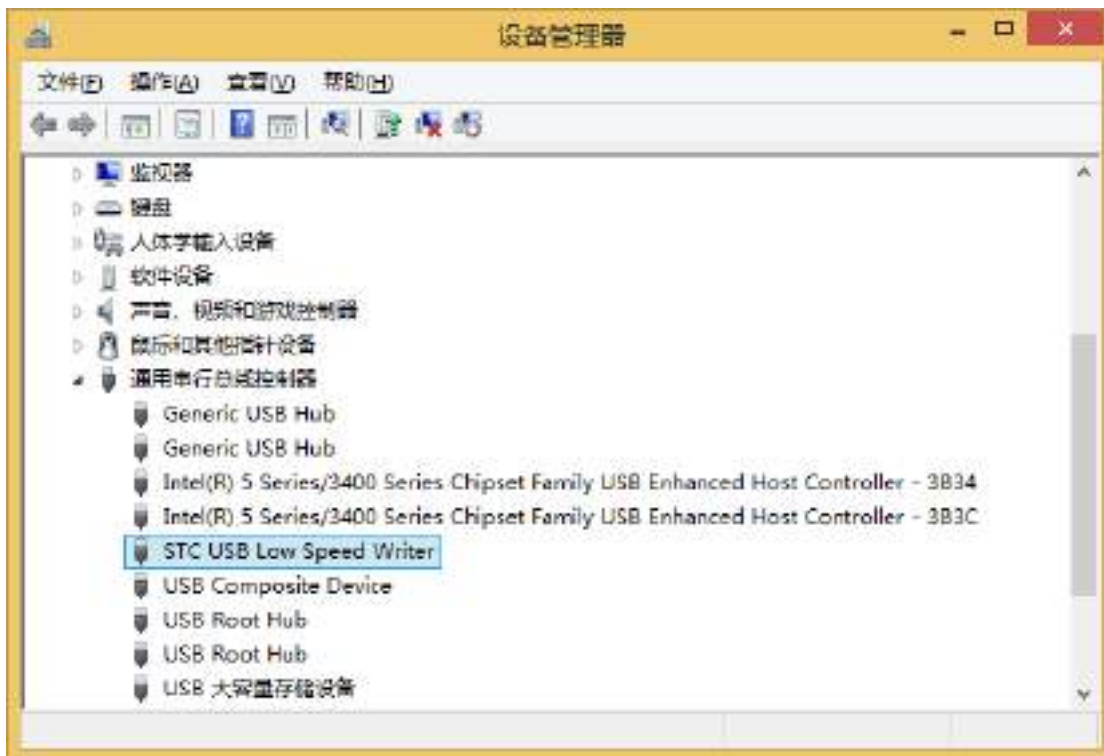 设备管理器
文件(F) 操作(A) 查看(V) 帮助(H)
监视器
键盘
人体学输入设备
软件设备
声音、视频和游戏控制器
鼠标和其他指针设备
通用串行总线控制器
Generic USB Hub
Generic USB Hub
Intel(R) 5 Series/3400 Series Chipset Family USB Enhanced Host Controller - 3B34
Intel(R) 5 Series/3400 Series Chipset Family USB Enhanced Host Controller - 3B3C
STC USB Low Speed Writer
USB Composite Device
USB Root Hub
USB Root Hub
USB 大容量存储设备